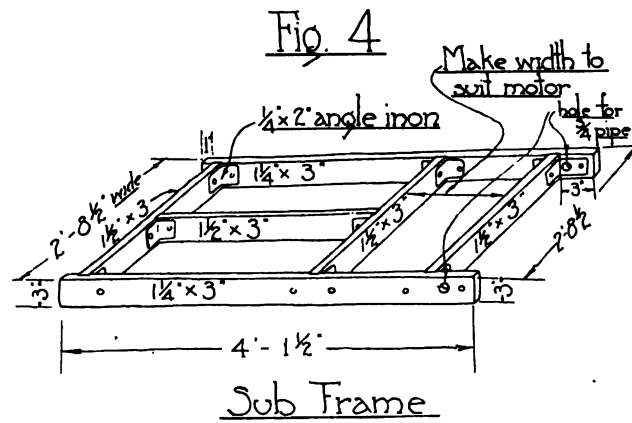 Fig. 4
Make width to
suit motor
hole for
3/4" pipe
1/4" x 2" angle iron
1"
1 1/4" x 3"
3"
2'-8 1/2" wide
1 1/2" x 3"
1 1/2" x 3"
1 1/2" x 3"
1 1/2" x 3"
2'-8 1/2"
3"
1 1/4" x 3"
3"
4'-1 1/2"
Sub Frame